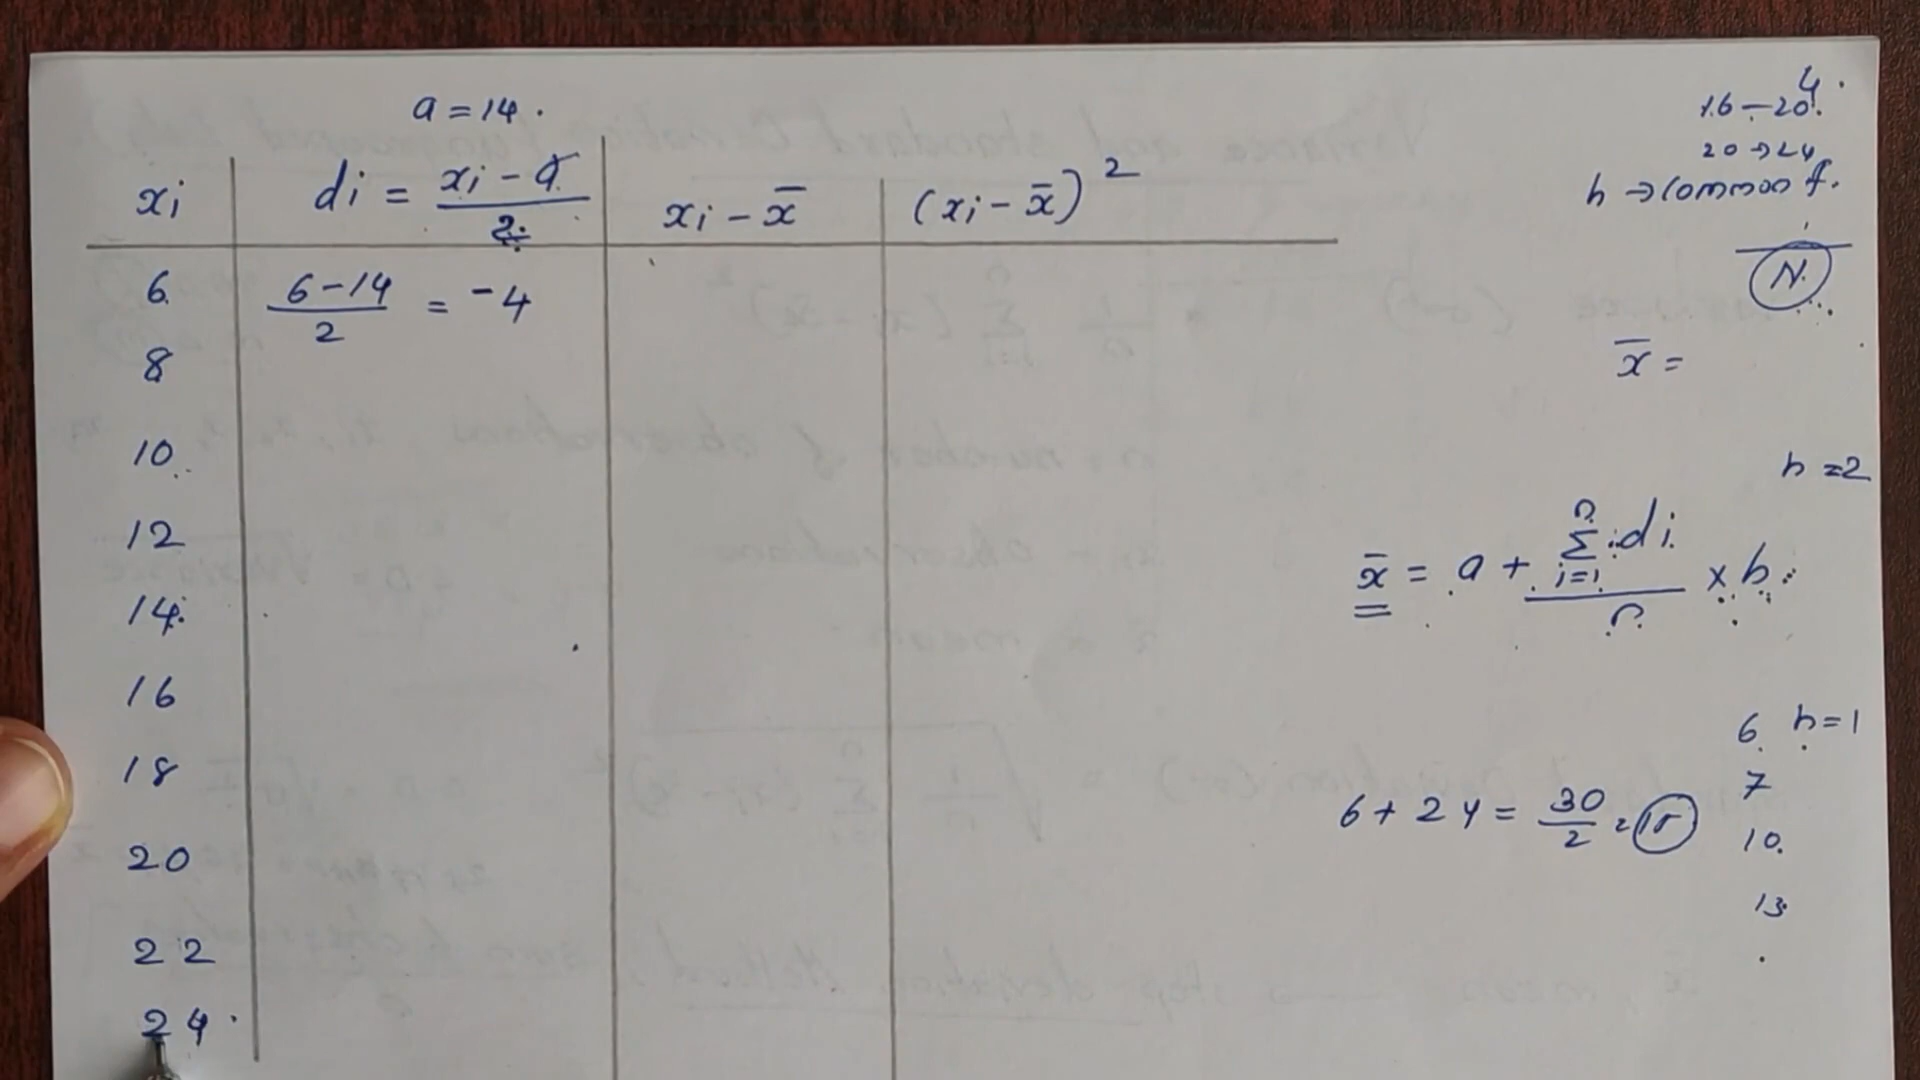 a = 14.
xi | di = (xi - a)/2 | xi - x̄ | (xi - x̄)²
6 | (6 - 14)/2 = -4
8
10
12
14
16
18
20
22
24
4.
16 - 20
20 → 24
h → Common f.
N
x̄ =
h = 2
x̄ = a + (Σ i=1 n di)/n × h
6 + 24 = 30/2 = 15
6 h = 1
7
10
13